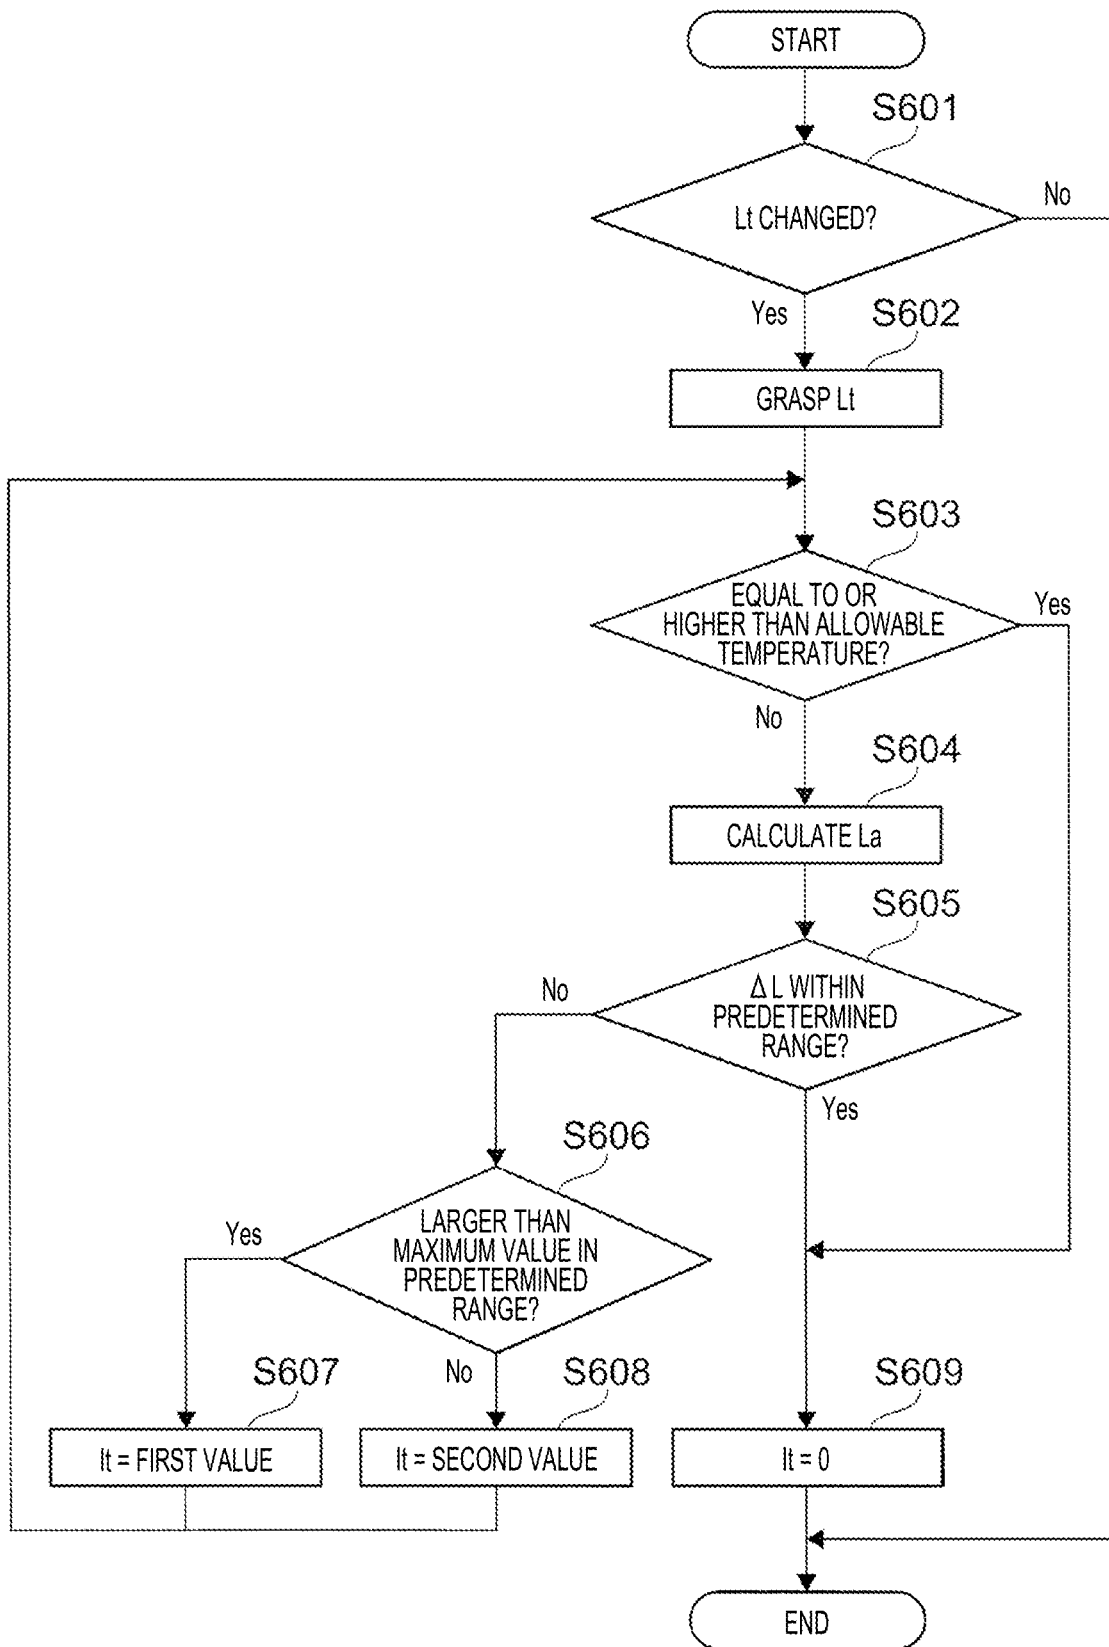 START
S601
Lt CHANGED?
No
Yes
S602
GRASP Lt
S603
EQUAL TO OR
HIGHER THAN ALLOWABLE
TEMPERATURE?
Yes
No
S604
CALCULATE La
S605
ΔL WITHIN
PREDETERMINED
RANGE?
No
Yes
S606
LARGER THAN
MAXIMUM VALUE IN
PREDETERMINED
RANGE?
Yes
No
S607
It = FIRST VALUE
S608
It = SECOND VALUE
S609
It = 0
END